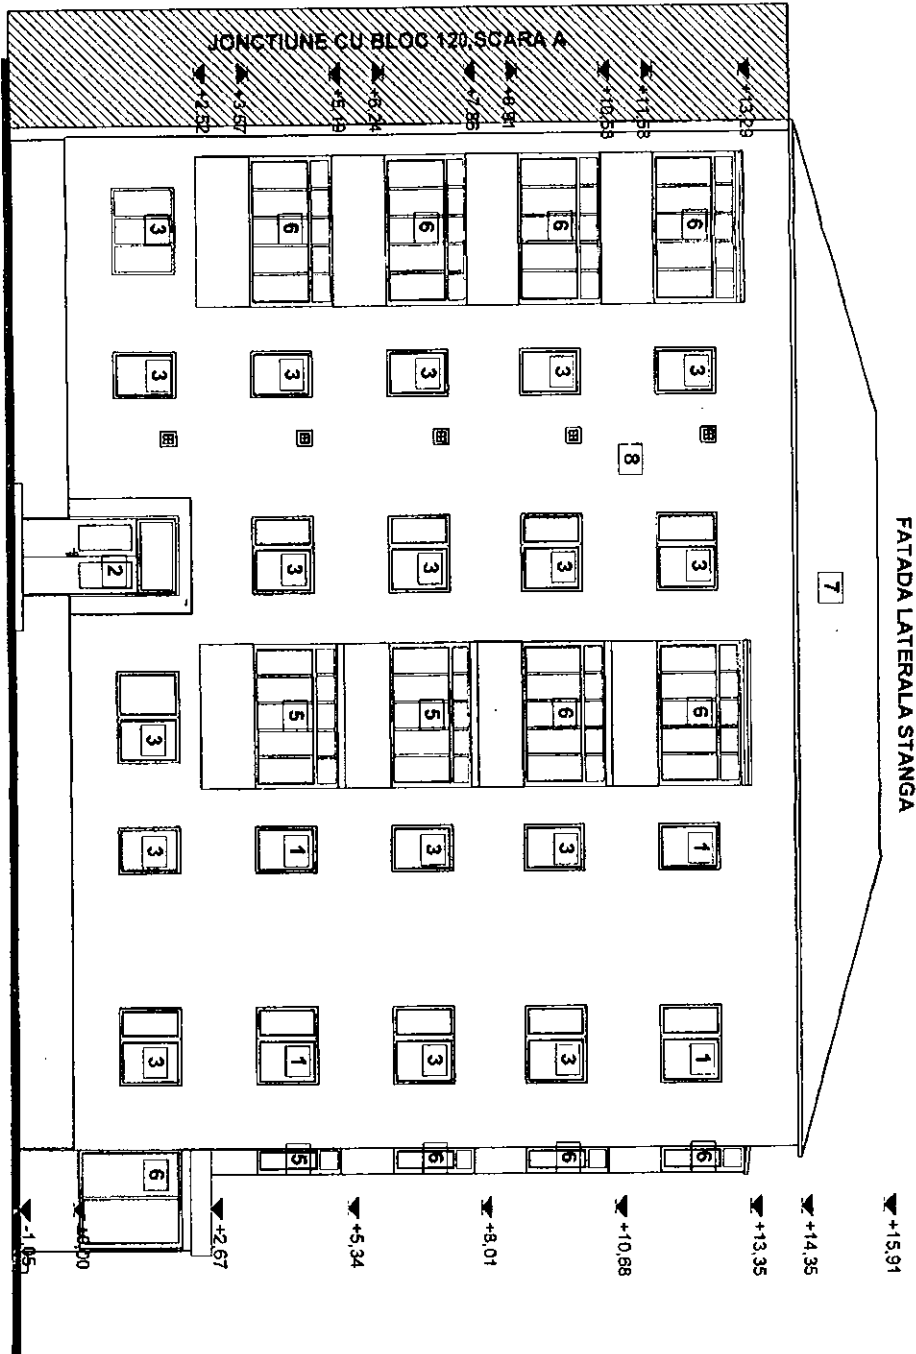 FATADA LATERALA STANGA
+15,91
7
+14,35
JONCTIUNE CU BLOC 120,SCARA A
+13,29
+13,35
6 3 3 6 1 1 6
8
+11,58
+10,53
+10,68
6 3 3 6 3 3 6
+8,91
+7,86
+8,01
6 3 3 5 3 3 6
+6,24
+5,19
+5,34
6 3 3 5 1 1 5
+3,57
+2,52
+2,67
3 3 2 3 3 3 6
±0,00
-1,05